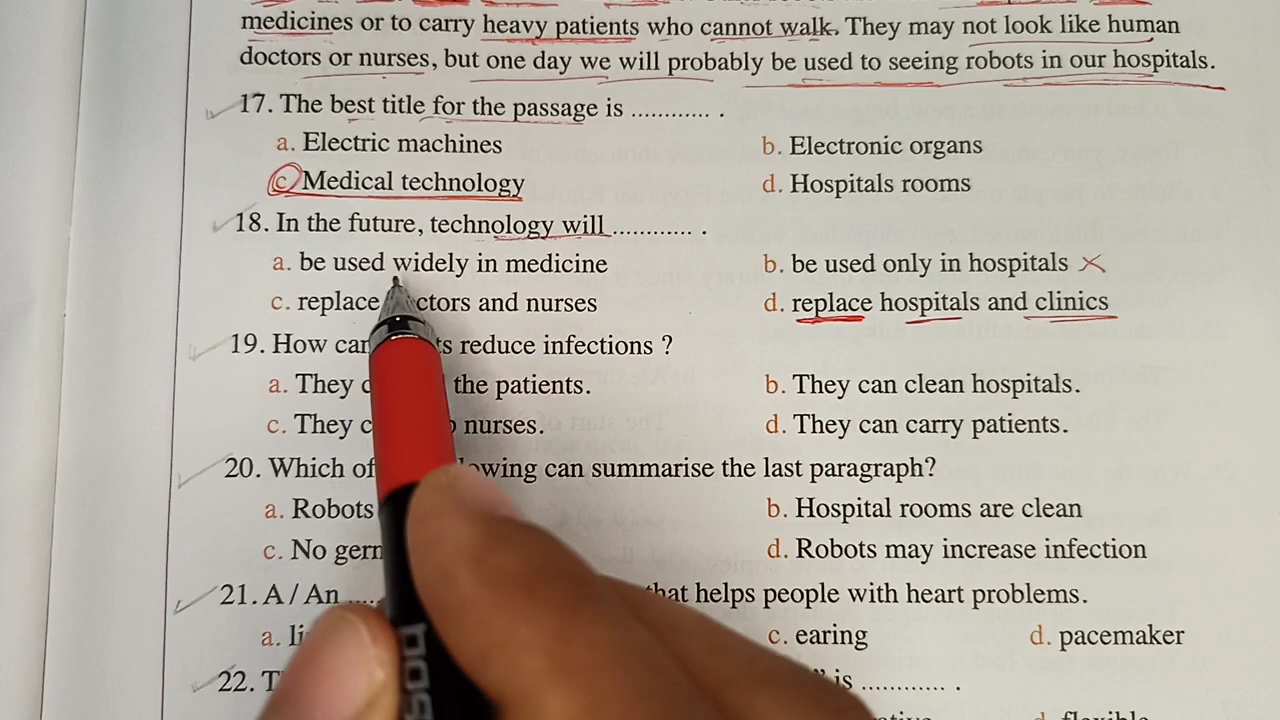 medicines or to carry heavy patients who cannot walk. They may not look like human
doctors or nurses, but one day we will probably be used to seeing robots in our hospitals.
17. The best title for the passage is ............ .
a. Electric machines b. Electronic organs
c. Medical technology d. Hospitals rooms
18. In the future, technology will ............ .
a. be used widely in medicine b. be used only in hospitals
c. replace and nurses d. replace hospitals and clinics
19. How reduce infections ?
a. They the patients. b. They can clean hospitals.
c. They nurses. d. They can carry patients.
20. Which of can summarise the last paragraph?
a. Robots b. Hospital rooms are clean
c. No d. Robots may increase infection
21. A / An that helps people with heart problems.
a. c. earing d. pacemaker
22. is ............ .
d. flexible